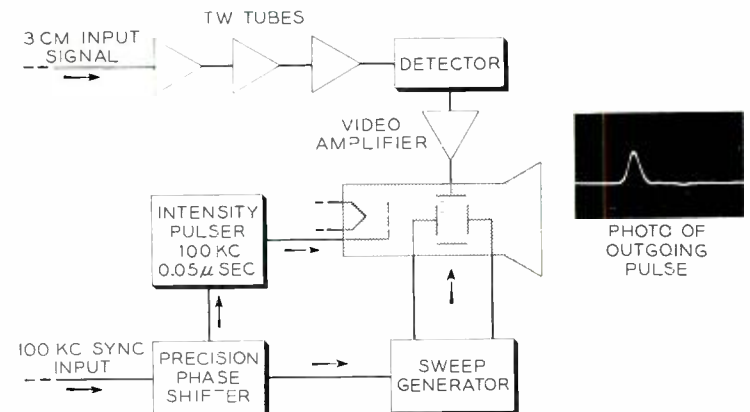 TW TUBES
3 CM INPUT
SIGNAL
DETECTOR
VIDEO
AMPLIFIER
INTENSITY
PULSER
100 KC
0.05μ SEC
PHOTO OF
OUTGOING
PULSE
100 KC SYNC
INPUT
PRECISION
PHASE
SHIFTER
SWEEP
GENERATOR